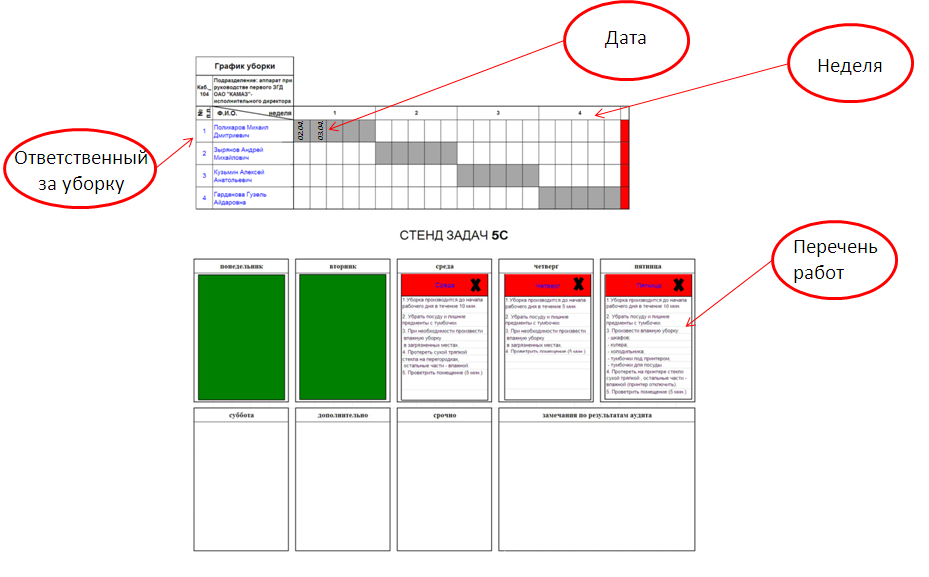 Дата
Неделя
График уборки
Каб._ 104
Подразделение: аппарат при
руководстве первого ЗГД
ОАО "КАМАЗ"-
исполнительного директора
№ п.п.
Ф.И.О.
неделя
1
2
3
4
1
Поликаров Михаил
Дмитриевич
02.04.
03.04.
2
Зырянов Андрей
Михайлович
3
Кузьмин Алексей
Анатольевич
4
Герданова Гузель
Айдаровна
Ответственный
за уборку
СТЕНД ЗАДАЧ 5С
Перечень
работ
понедельник
вторник
среда
четверг
пятница
Среда
X
1 Уборка производится до начала
рабочего дня в течение 10 мин.
2. Убрать посуду и лишние
предметы с тумбочки.
3. При необходимости произвести
влажную уборку
в загрязненных местах.
4. Протереть сухой тряпкой
стекла на перегородках,
остальные части - влажной.
5. Проветрить помещение (5 мин.)
Четверг
X
1.Уборка производится до начала
рабочего дня в течение 5 мин.
2. Убрать посуду и лишние
предметы с тумбочки.
3. При необходимости произвести
влажную уборку
в загрязненных местах.
4. Проветрить помещение (5 мин.)
Пятница
X
1.Уборка производится до начала
рабочего дня в течение 10 мин.
2. Убрать посуду и лишние
предметы с тумбочки.
3. Произвести влажную уборку
- шкафов,
- кулера,
- холодильника,
- тумбочки под принтером,
- тумбочки для посуды
4. Протереть на принтере стекло
сухой тряпкой , остальные части -
влажной (принтер отключить).
5. Проветрить помещение (5 мин.)
суббота
дополнительно
срочно
замечания по результатам аудита